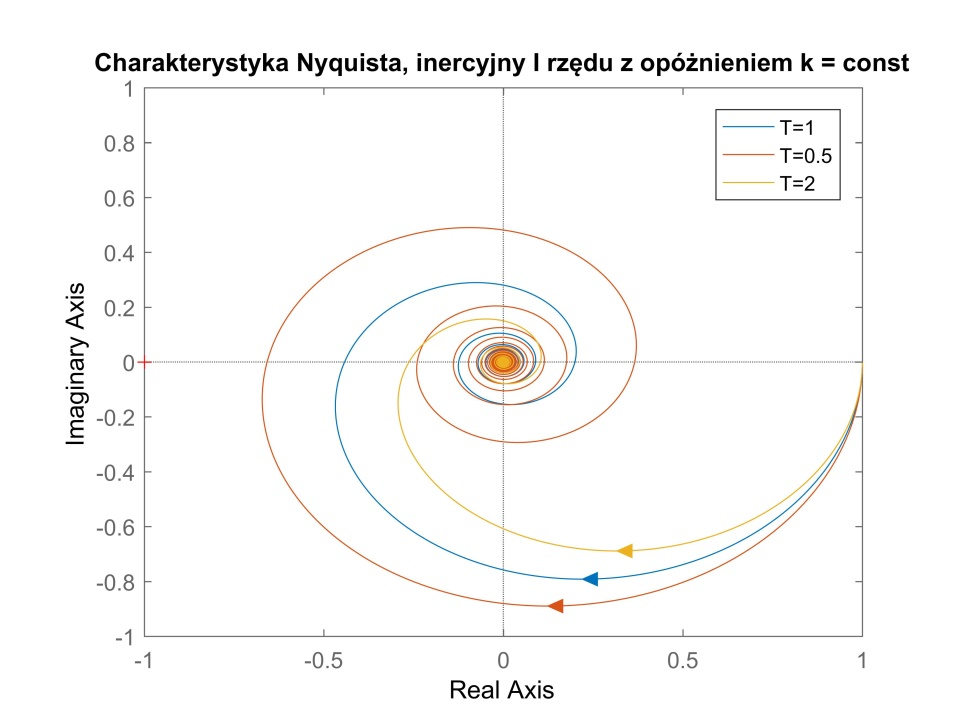 Charakterystyka Nyquista, inercyjny I rzędu z opóżnieniem k = const
1
0.8
0.6
0.4
0.2
0
-0.2
-0.4
-0.6
-0.8
-1
Imaginary Axis
T=1
T=0.5
T=2
-1 -0.5 0 0.5 1
Real Axis